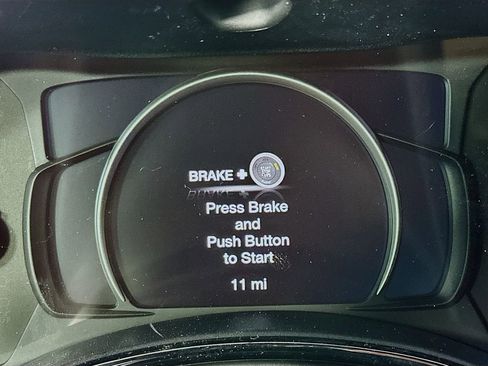 BRAKE +
Press Brake
and
Push Button
to Start
11 mi